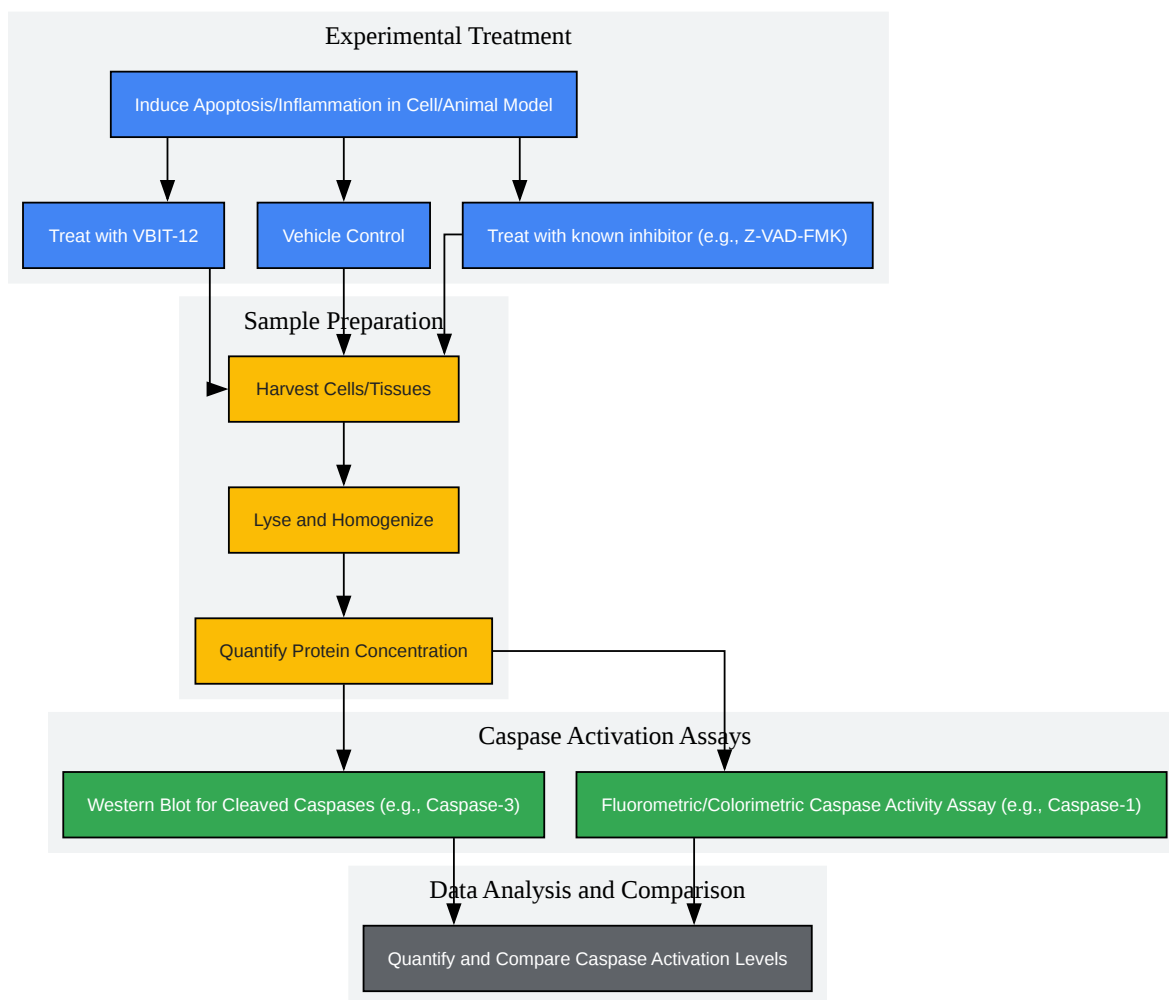 Experimental Treatment
Induce Apoptosis/Inflammation in Cell/Animal Model
Treat with VBIT-12
Vehicle Control
Treat with known inhibitor (e.g., Z-VAD-FMK)
Sample Preparation
Harvest Cells/Tissues
Lyse and Homogenize
Quantify Protein Concentration
Caspase Activation Assays
Western Blot for Cleaved Caspases (e.g., Caspase-3)
Fluorometric/Colorimetric Caspase Activity Assay (e.g., Caspase-1)
Data Analysis and Comparison
Quantify and Compare Caspase Activation Levels